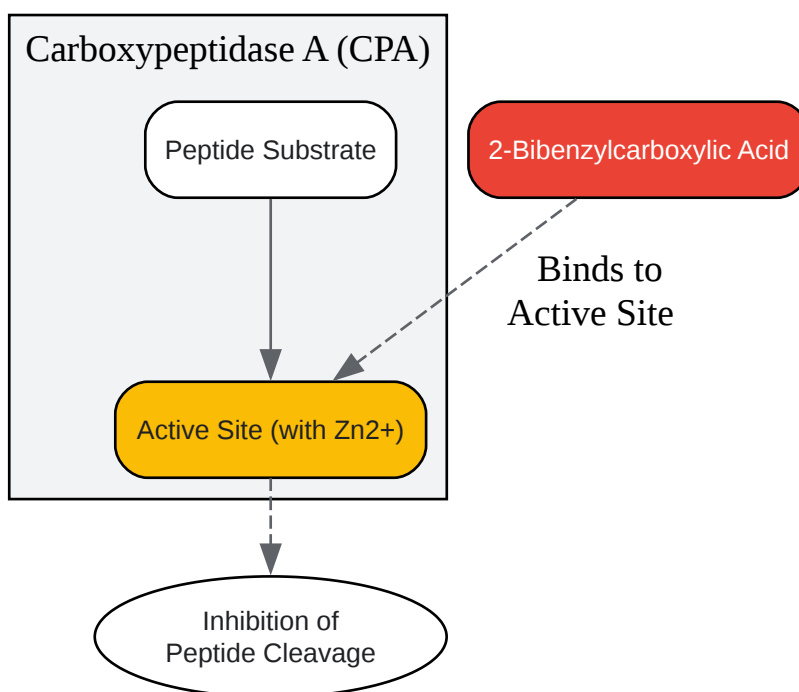 Carboxypeptidase A (CPA)
Peptide Substrate
2-Bibenzylcarboxylic Acid
Binds to
Active Site
Active Site (with Zn2+)
Inhibition of
Peptide Cleavage